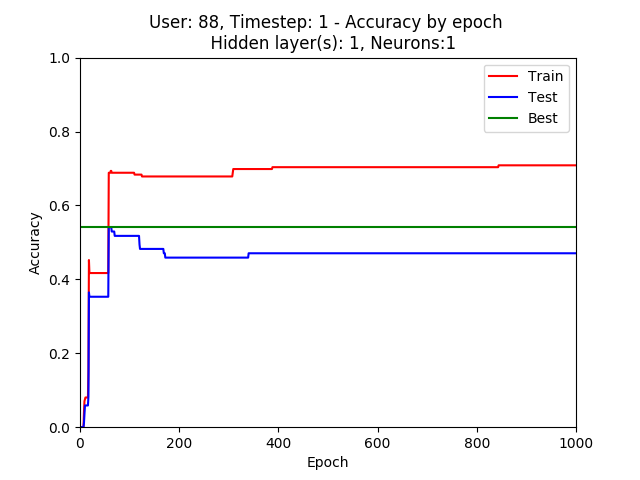 User: 88, Timestep: 1 - Accuracy by epoch
Hidden layer(s): 1, Neurons:1
Train
Test
Best
1.0
0.8
0.6
0.4
0.2
0.0
Accuracy
0 200 400 600 800 1000
Epoch